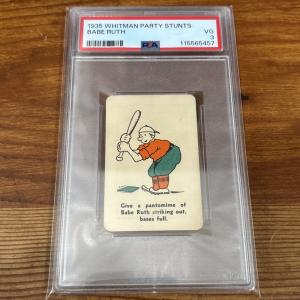 1935 WHITMAN PARTY STUNTS
BABE RUTH VG
3
PSA 115565457
Give a pantomime of
Babe Ruth striking out,
bases full.